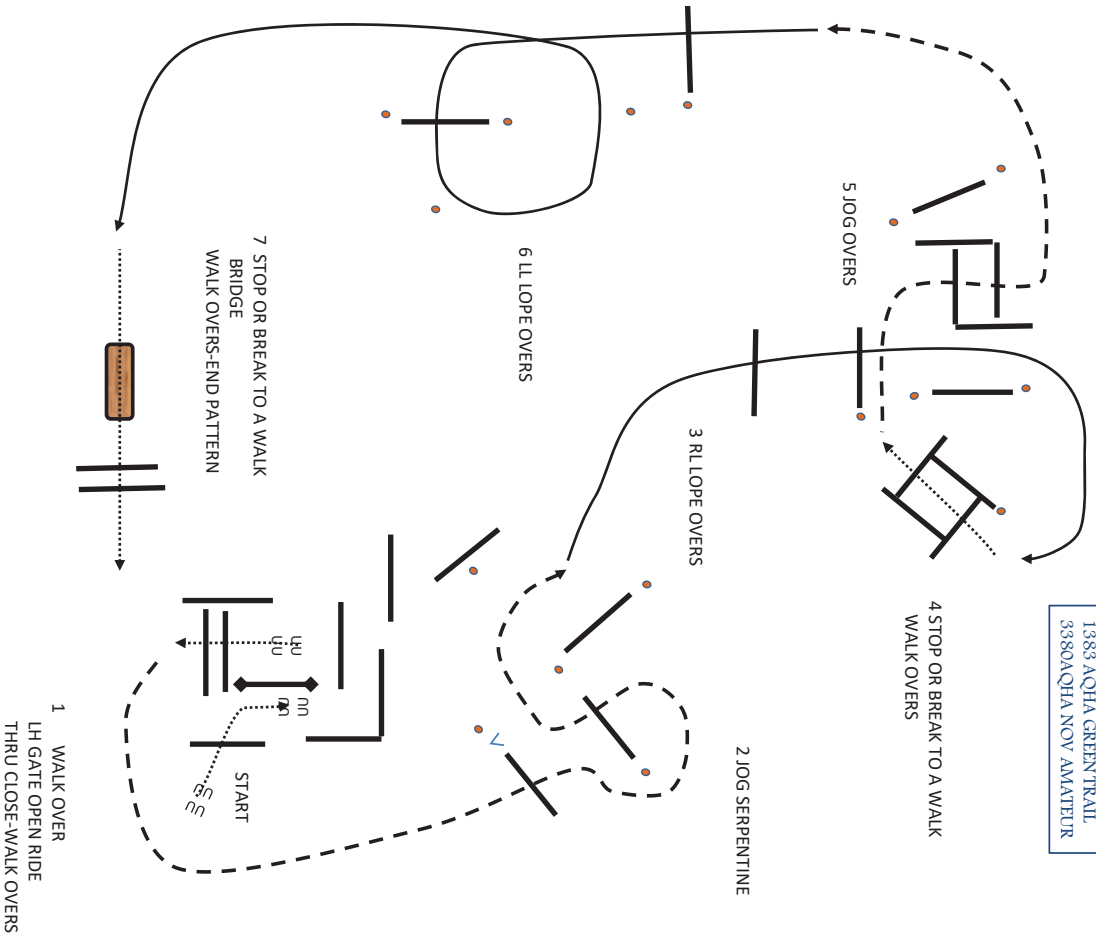 1383 AQHA GREEN TRAIL
3380AQHA NOV AMATEUR
START
1 WALK OVER
LH GATE OPEN RIDE
THRU CLOSE-WALK OVERS
2 JOG SERPENTINE
3 RL LOPE OVERS
4 STOP OR BREAK TO A WALK
WALK OVERS
5 JOG OVERS
6 LL LOPE OVERS
7 STOP OR BREAK TO A WALK
BRIDGE
WALK OVERS-END PATTERN